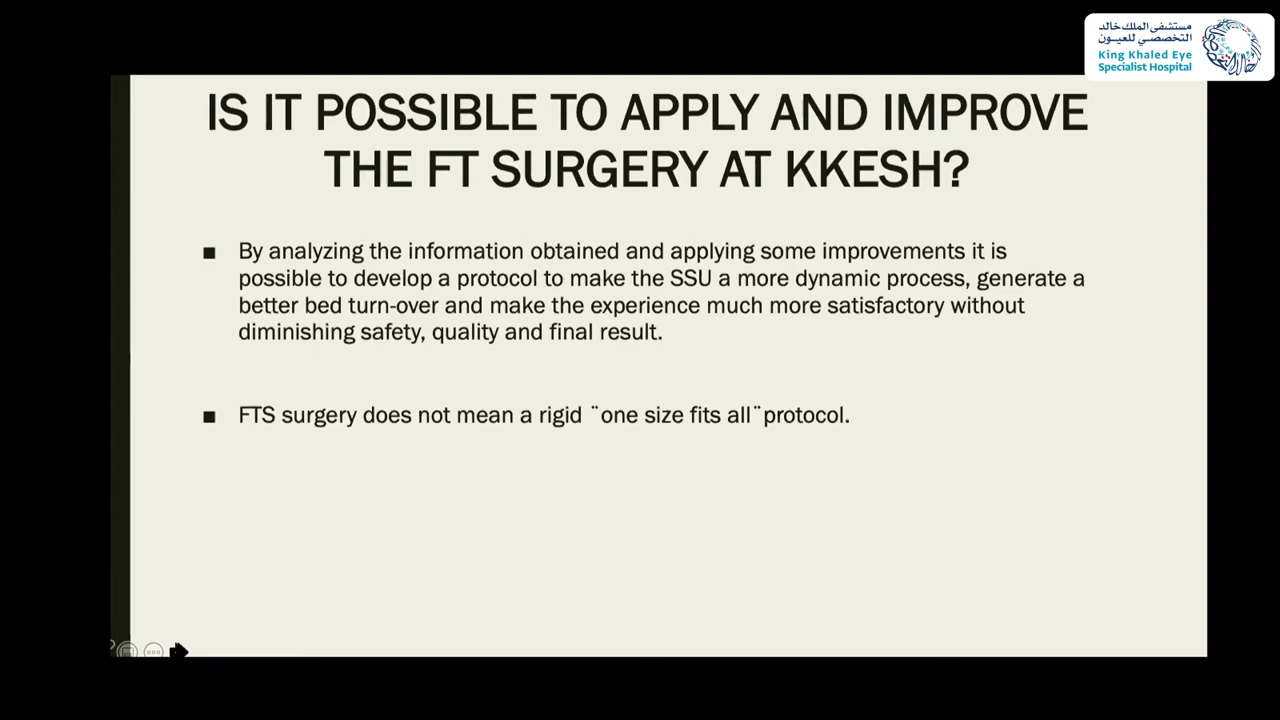 مستشفى الملك خالد
التخصصي للعيون
King Khaled Eye
Specialist Hospital
IS IT POSSIBLE TO APPLY AND IMPROVE
THE FT SURGERY AT KKESH?
■ By analyzing the information obtained and applying some improvements it is
possible to develop a protocol to make the SSU a more dynamic process, generate a
better bed turn-over and make the experience much more satisfactory without
diminishing safety, quality and final result.
■ FTS surgery does not mean a rigid ¨one size fits all¨protocol.